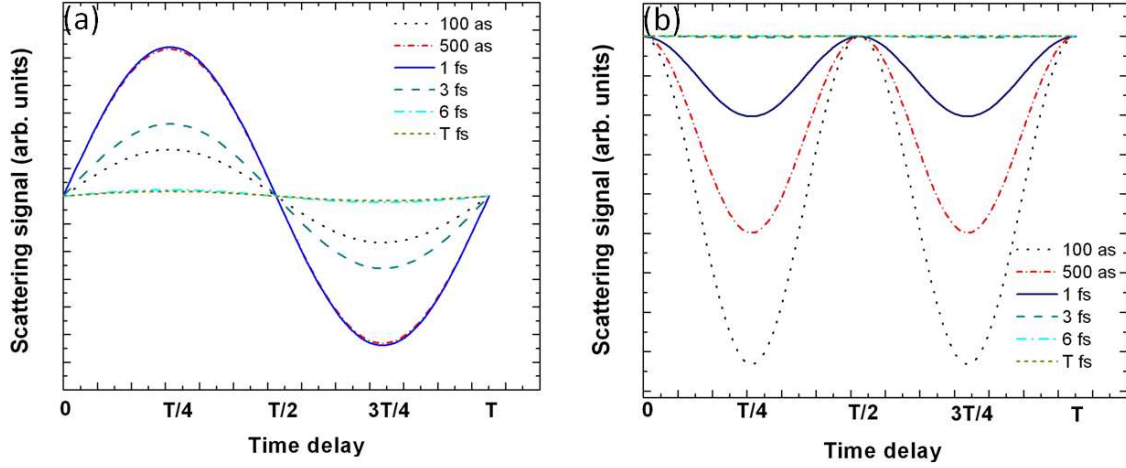 (a)
100 as
500 as
1 fs
3 fs
6 fs
T fs
Scattering signal (arb. units)
0 T/4 T/2 3T/4 T
Time delay
(b)
100 as
500 as
1 fs
3 fs
6 fs
T fs
Scattering signal (arb. units)
0 T/4 T/2 3T/4 T
Time delay